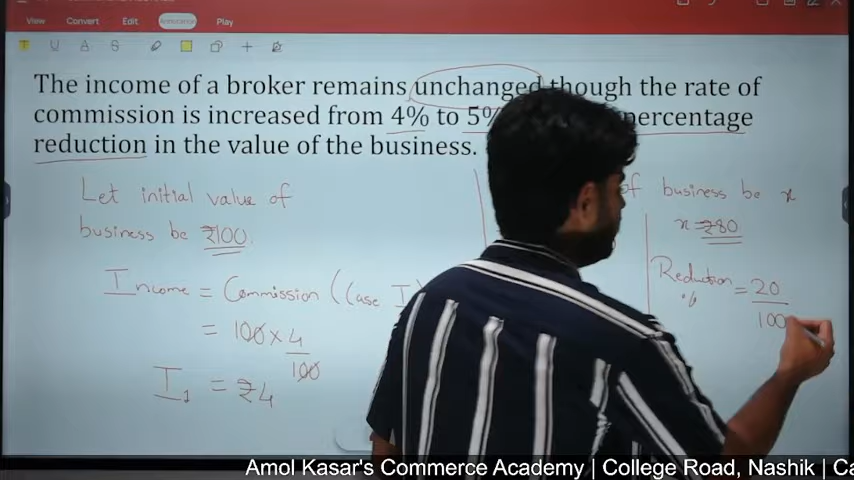 View Convert Edit Annotate Play
The income of a broker remains unchanged though the rate of
commission is increased from 4% to 5% percentage
reduction in the value of the business.
Let initial value of
business be ₹100.
Income = Commission (Case I)
= 100 × 4
100
I₁ = ₹4
of business be x
x = ₹80
Reduction
% = 20
100
Amol Kasar's Commerce Academy | College Road, Nashik | Ca